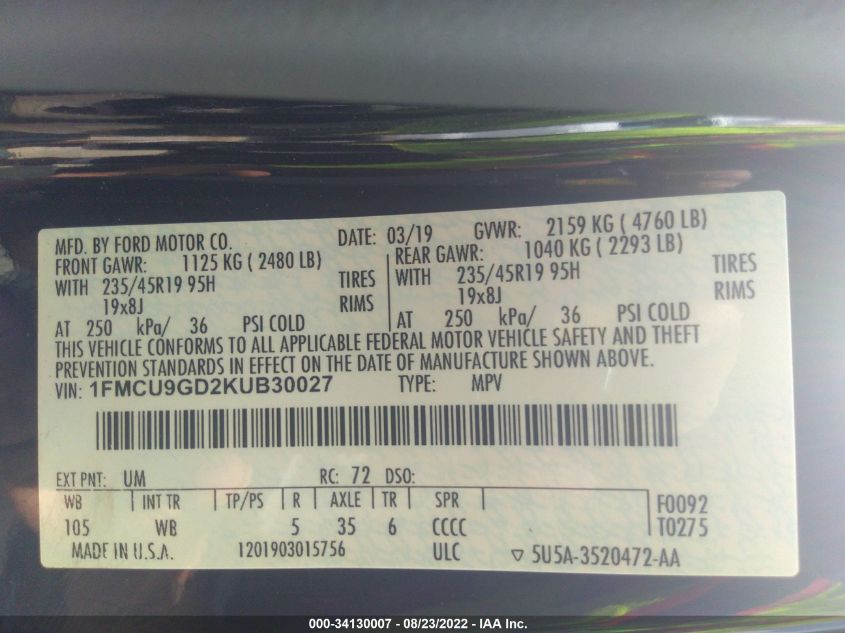 MFD. BY FORD MOTOR CO. DATE: 03/19 GVWR: 2159 KG ( 4760 LB)
FRONT GAWR: 1125 KG ( 2480 LB) REAR GAWR: 1040 KG ( 2293 LB)
WITH 235/45R19 95H TIRES WITH 235/45R19 95H TIRES
19x8J RIMS 19x8J RIMS
AT 250 kPa/ 36 PSI COLD AT 250 kPa/ 36 PSI COLD
THIS VEHICLE CONFORMS TO ALL APPLICABLE FEDERAL MOTOR VEHICLE SAFETY AND THEFT
PREVENTION STANDARDS IN EFFECT ON THE DATE OF MANUFACTURE SHOWN ABOVE.
VIN: 1FMCU9GD2KUB30027 TYPE: MPV
EXT PNT: UM RC: 72 DSO:
WB INT TR TP/PS R AXLE TR SPR F0092
105 WB 5 35 6 CCCC T0275
MADE IN U.S.A. 1201903015756 ULC ▽ 5U5A-3520472-AA
000-34130007 - 08/23/2022 - IAA Inc.